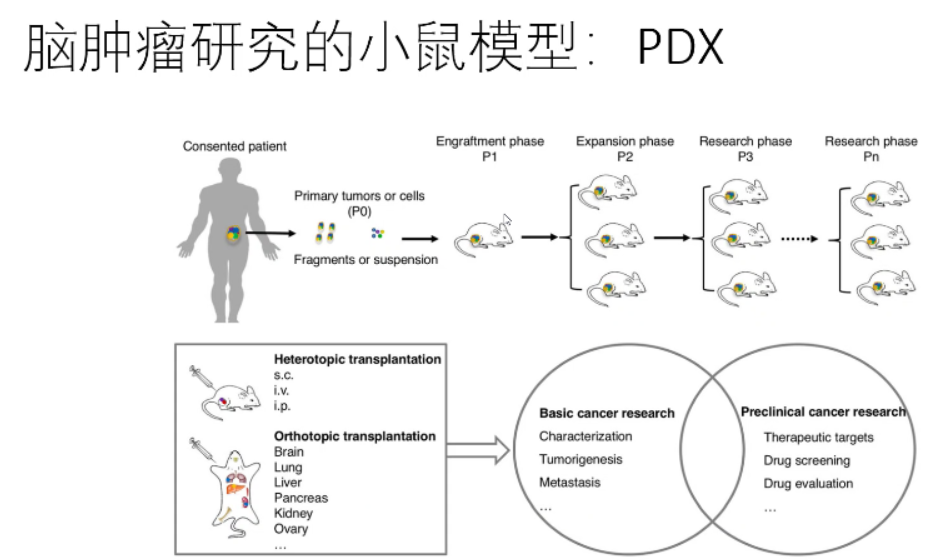 脑肿瘤研究的小鼠模型：PDX
Consented patient
Primary tumors or cells
(P0)
Fragments or suspension
Engraftment phase
P1
Expansion phase
P2
Research phase
P3
Research phase
Pn
Heterotopic transplantation
s.c.
i.v.
i.p.
Orthotopic transplantation
Brain
Lung
Liver
Pancreas
Kidney
Ovary
...
Basic cancer research
Characterization
Tumorigenesis
Metastasis
...
Preclinical cancer research
Therapeutic targets
Drug screening
Drug evaluation
...